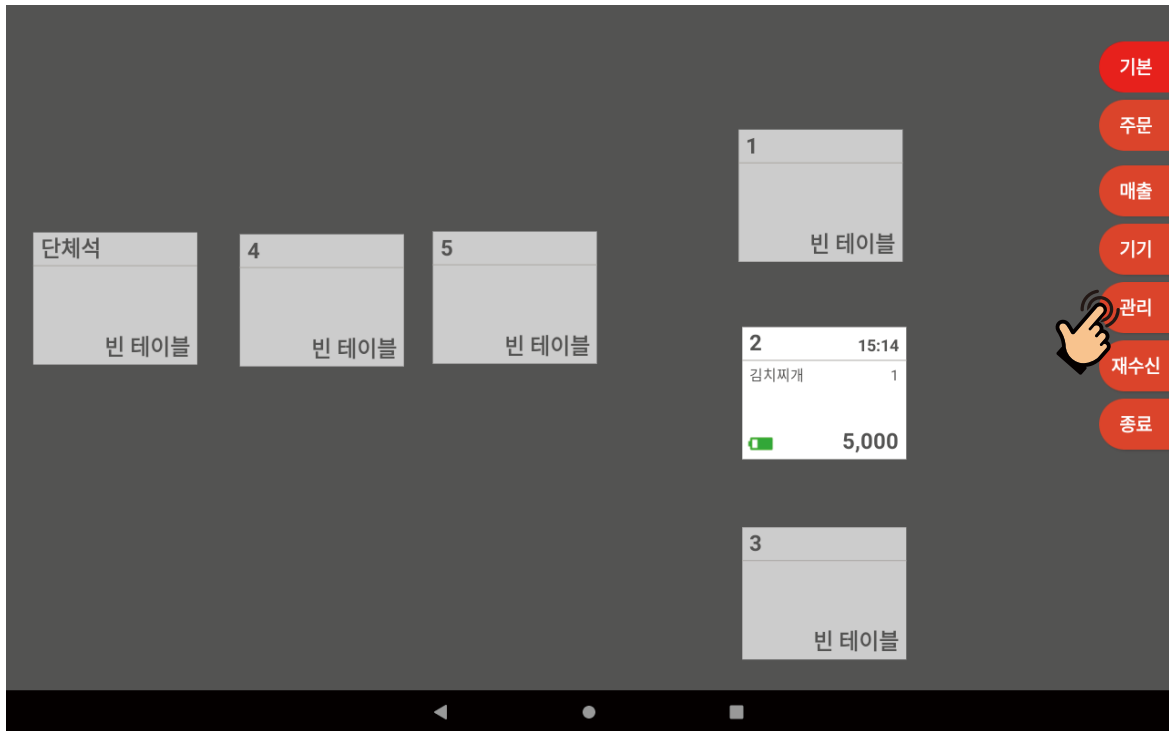 단체석
빈 테이블
4
빈 테이블
5
빈 테이블
1
빈 테이블
2 15:14
김치찌개 1
5,000
3
빈 테이블
기본
주문
매출
기기
관리
재수신
종료